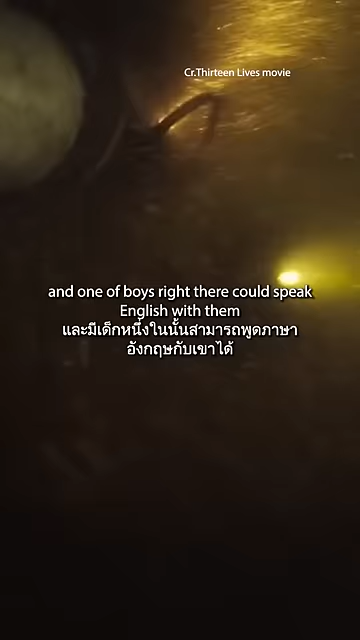 Cr.Thirteen Lives movie
and one of boys right there could speak
English with them
และมีเด็กหนึ่งในนั้นสามารถพูดภาษา
อังกฤษกับเขาได้